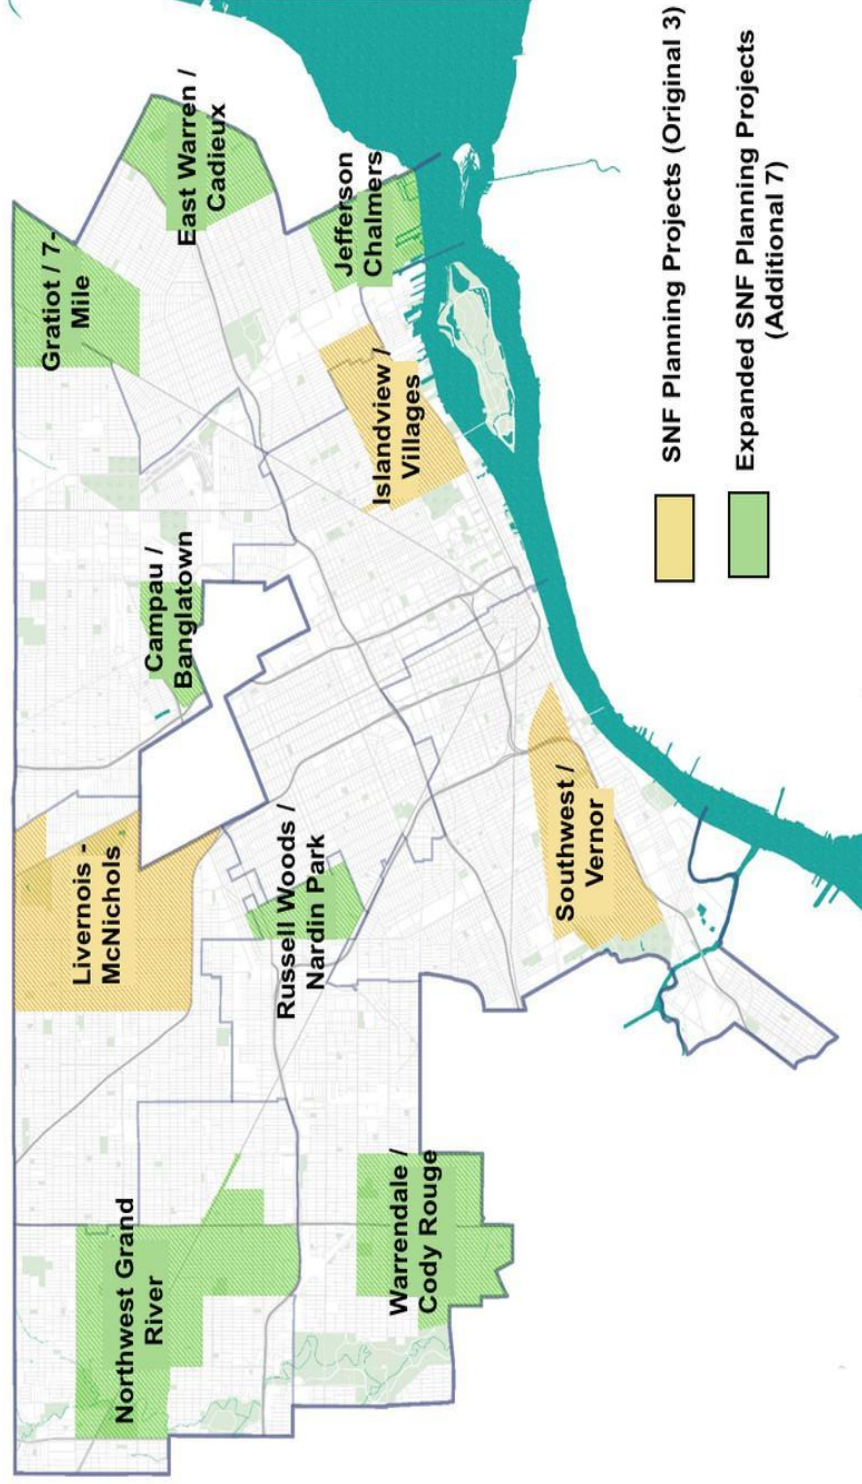 Gratiot / 7-
Mile
East Warren /
Cadieux
Livernois -
McNichols
Campau /
Banglatown
Jefferson
Chalmers
Northwest Grand
River
Russell Woods /
Nardin Park
Islandview /
Villages
Warrendale /
Cody Rouge
Southwest /
Vernor
SNF Planning Projects (Original 3)
Expanded SNF Planning Projects
(Additional 7)